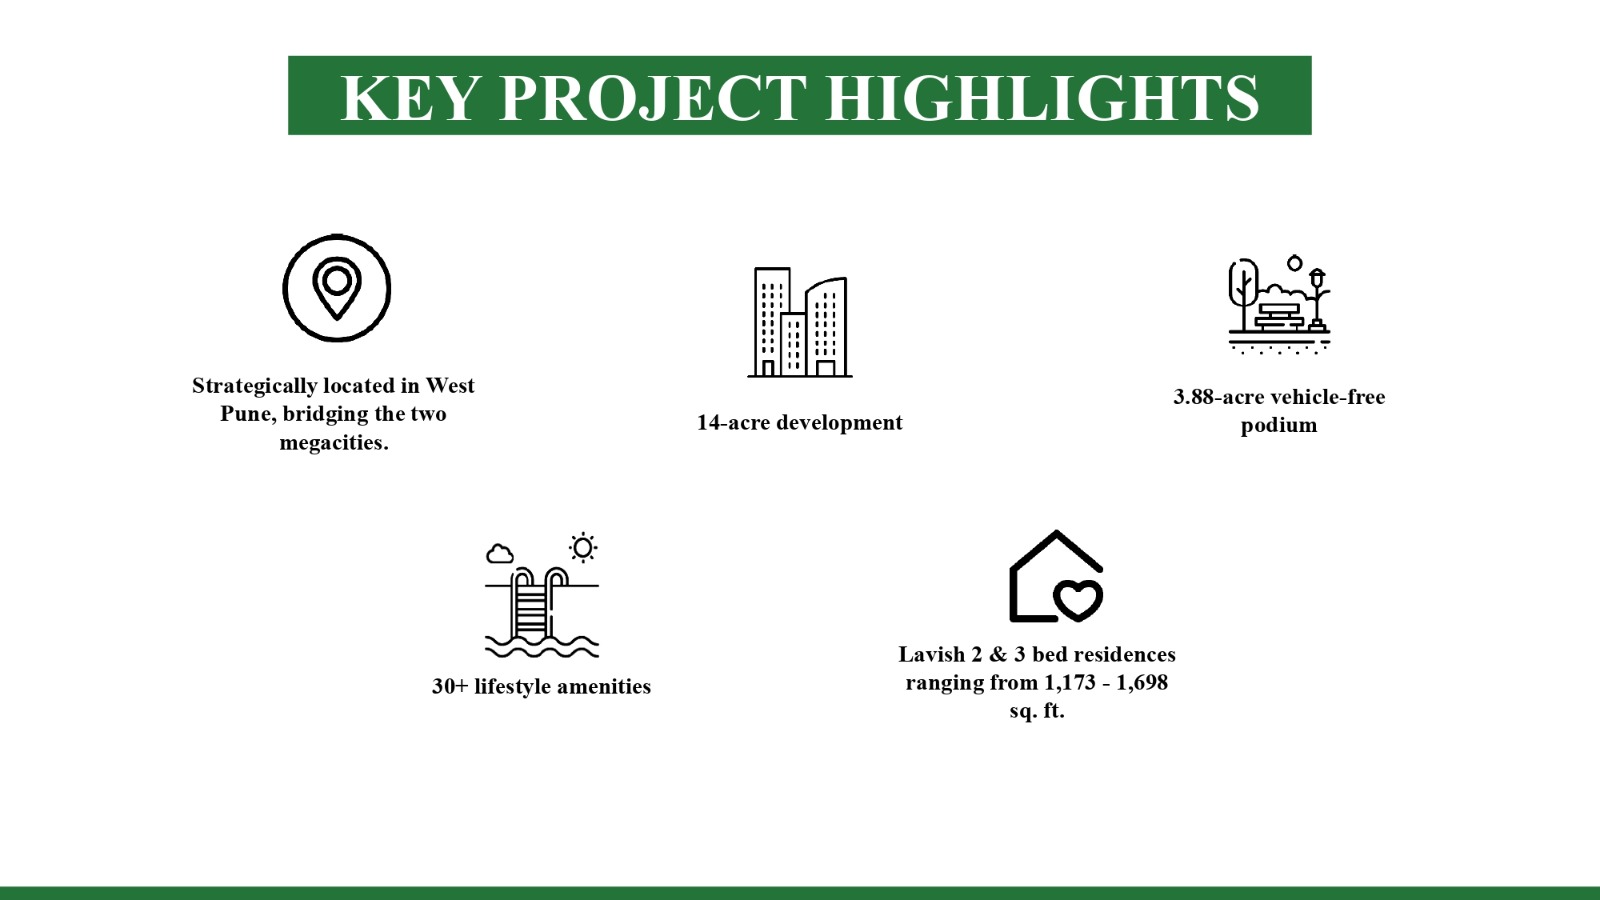 KEY PROJECT HIGHLIGHTS
Strategically located in West
Pune, bridging the two
megacities.
14-acre development
3.88-acre vehicle-free
podium
30+ lifestyle amenities
Lavish 2 & 3 bed residences
ranging from 1,173 - 1,698
sq. ft.